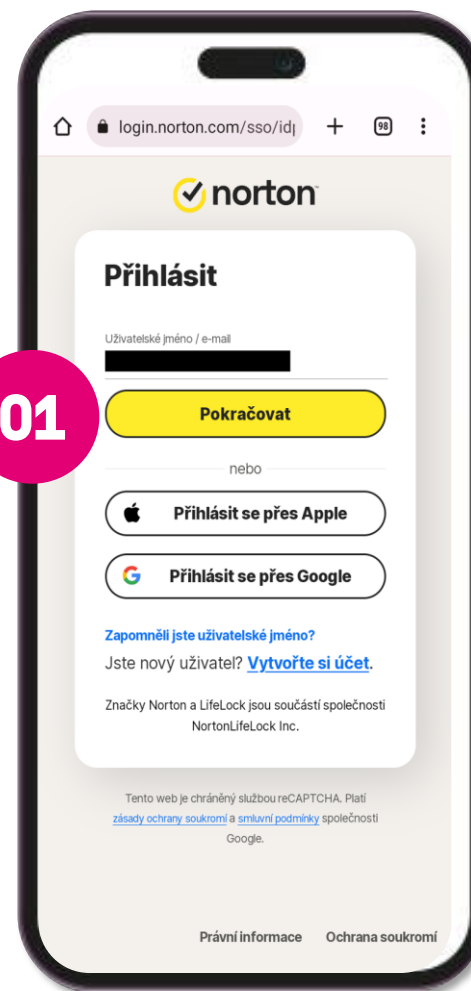 login.norton.com/sso/id
98
norton
Přihlásit
Uživatelské jméno / e-mail
01
Pokračovat
nebo
Přihlásit se přes Apple
Přihlásit se přes Google
Zapomněli jste uživatelské jméno?
Jste nový uživatel? Vytvořte si účet.
Značky Norton a LifeLock jsou součástí společnosti
NortonLifeLock Inc.
Tento web je chráněný službou reCAPTCHA. Platí
zásady ochrany soukromí a smluvní podmínky společnosti
Google.
Právní informace Ochrana soukromí